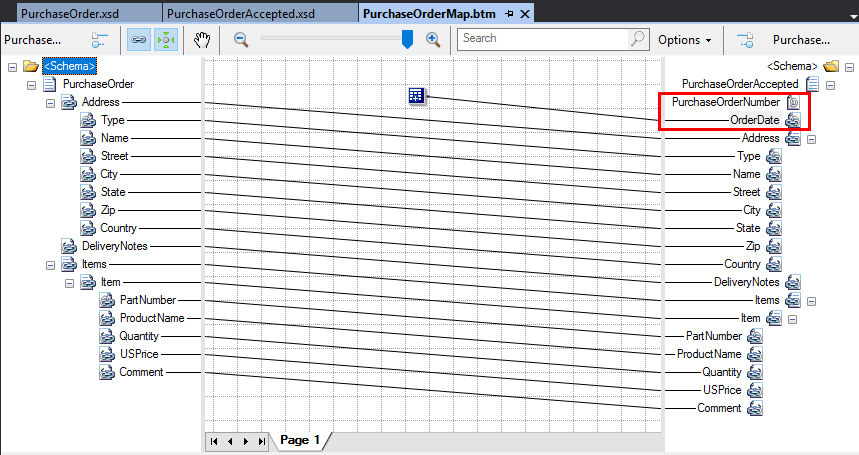 PurchaseOrder.xsd PurchaseOrderAccepted.xsd PurchaseOrderMap.btm
Purchase... Search Options Purchase...
<Schema> <Schema>
PurchaseOrder PurchaseOrderAccepted
Address PurchaseOrderNumber
Type OrderDate
Name Address
Street Type
City Name
State Street
Zip City
Country State
DeliveryNotes Zip
Items Country
Item DeliveryNotes
PartNumber Items
ProductName Item
Quantity PartNumber
USPrice ProductName
Comment Quantity
USPrice
Comment
Page 1